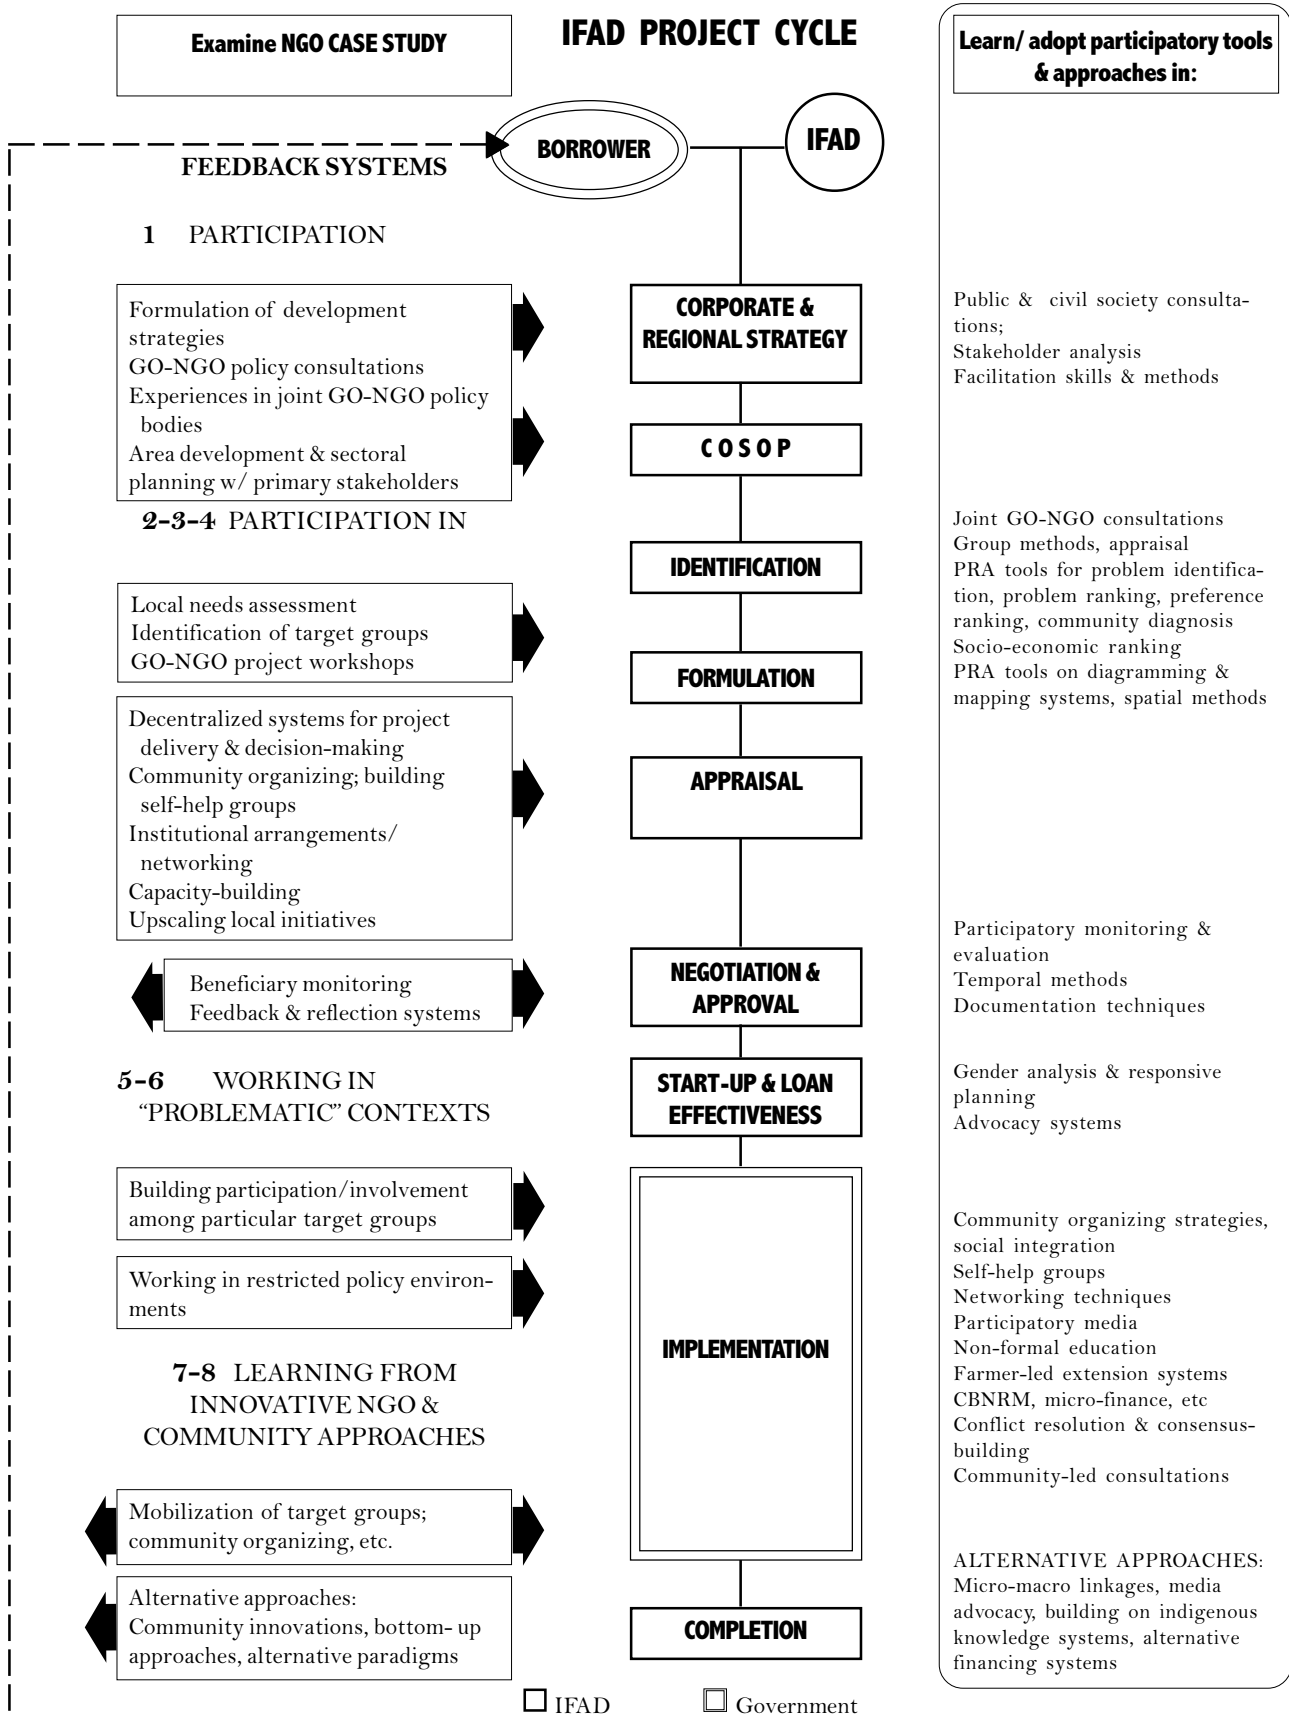 Examine NGO CASE STUDY
IFAD PROJECT CYCLE
Learn/ adopt participatory tools
& approaches in:
BORROWER
IFAD
FEEDBACK SYSTEMS
1 PARTICIPATION
Formulation of development
strategies
GO-NGO policy consultations
Experiences in joint GO-NGO policy
bodies
Area development & sectoral
planning w/ primary stakeholders
CORPORATE &
REGIONAL STRATEGY
COSOP
Public & civil society consulta-
tions;
Stakeholder analysis
Facilitation skills & methods
2-3-4 PARTICIPATION IN
Local needs assessment
Identification of target groups
GO-NGO project workshops
IDENTIFICATION
FORMULATION
Joint GO-NGO consultations
Group methods, appraisal
PRA tools for problem identifica-
tion, problem ranking, preference
ranking, community diagnosis
Socio-economic ranking
PRA tools on diagramming &
mapping systems, spatial methods
Decentralized systems for project
delivery & decision-making
Community organizing; building
self-help groups
Institutional arrangements/
networking
Capacity-building
Upscaling local initiatives
APPRAISAL
Beneficiary monitoring
Feedback & reflection systems
NEGOTIATION &
APPROVAL
Participatory monitoring &
evaluation
Temporal methods
Documentation techniques
5-6 WORKING IN
“PROBLEMATIC” CONTEXTS
START-UP & LOAN
EFFECTIVENESS
Gender analysis & responsive
planning
Advocacy systems
Building participation/involvement
among particular target groups
Working in restricted policy environ-
ments
7-8 LEARNING FROM
INNOVATIVE NGO &
COMMUNITY APPROACHES
Mobilization of target groups;
community organizing, etc.
IMPLEMENTATION
Community organizing strategies,
social integration
Self-help groups
Networking techniques
Participatory media
Non-formal education
Farmer-led extension systems
CBNRM, micro-finance, etc
Conflict resolution & consensus-
building
Community-led consultations
Alternative approaches:
Community innovations, bottom- up
approaches, alternative paradigms
COMPLETION
ALTERNATIVE APPROACHES:
Micro-macro linkages, media
advocacy, building on indigenous
knowledge systems, alternative
financing systems
IFAD
Government